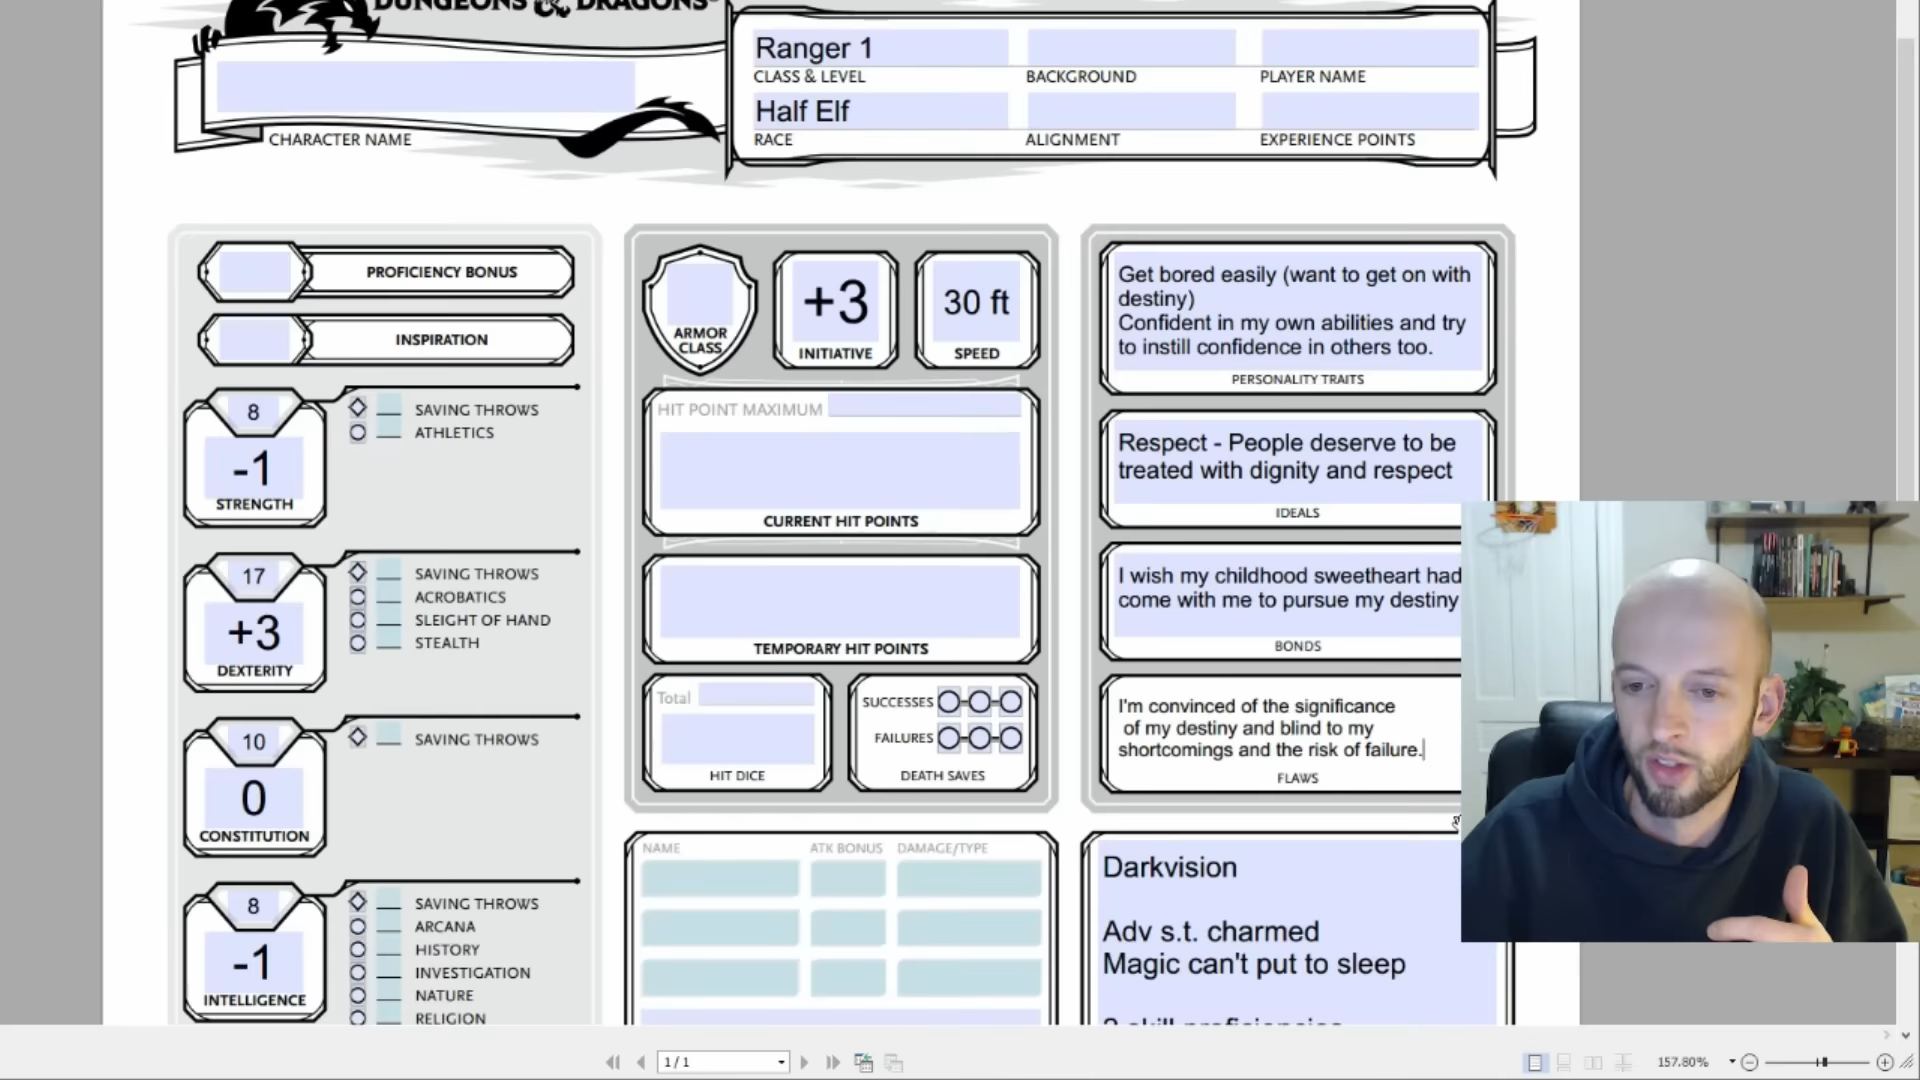 DUNGEONS & DRAGONS
Ranger 1
CLASS & LEVEL
BACKGROUND
PLAYER NAME
Half Elf
CHARACTER NAME
RACE
ALIGNMENT
EXPERIENCE POINTS
PROFICIENCY BONUS
INSPIRATION
8
-1
STRENGTH
SAVING THROWS
ATHLETICS
17
+3
DEXTERITY
SAVING THROWS
ACROBATICS
SLEIGHT OF HAND
STEALTH
10
0
CONSTITUTION
SAVING THROWS
8
-1
INTELLIGENCE
SAVING THROWS
ARCANA
HISTORY
INVESTIGATION
NATURE
RELIGION
ARMOR
CLASS
+3
INITIATIVE
30 ft
SPEED
HIT POINT MAXIMUM
CURRENT HIT POINTS
TEMPORARY HIT POINTS
Total
HIT DICE
SUCCESSES
FAILURES
DEATH SAVES
NAME
ATK BONUS
DAMAGE/TYPE
Get bored easily (want to get on with
destiny)
Confident in my own abilities and try
to instill confidence in others too.
PERSONALITY TRAITS
Respect - People deserve to be
treated with dignity and respect
IDEALS
I wish my childhood sweetheart had
come with me to pursue my destiny
BONDS
I'm convinced of the significance
of my destiny and blind to my
shortcomings and the risk of failure.
FLAWS
Darkvision
Adv s.t. charmed
Magic can't put to sleep
2 skill proficiencies
1 / 1
157.80%